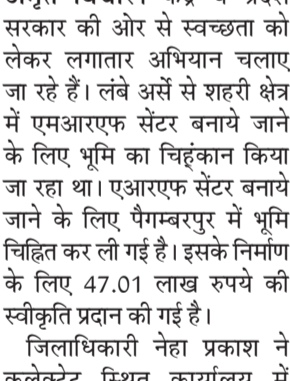 सरकार की ओर से स्वच्छता को
लेकर लगातार अभियान चलाए
जा रहे हैं। लंबे अर्से से शहरी क्षेत्र
में एमआरएफ सेंटर बनाये जाने
के लिए भूमि का चिहंकान किया
जा रहा था। एआरएफ सेंटर बनाये
जाने के लिए पैगम्बरपुर में भूमि
चिह्नित कर ली गई है। इसके निर्माण
के लिए 47.01 लाख रुपये की
स्वीकृति प्रदान की गई है।
जिलाधिकारी नेहा प्रकाश ने